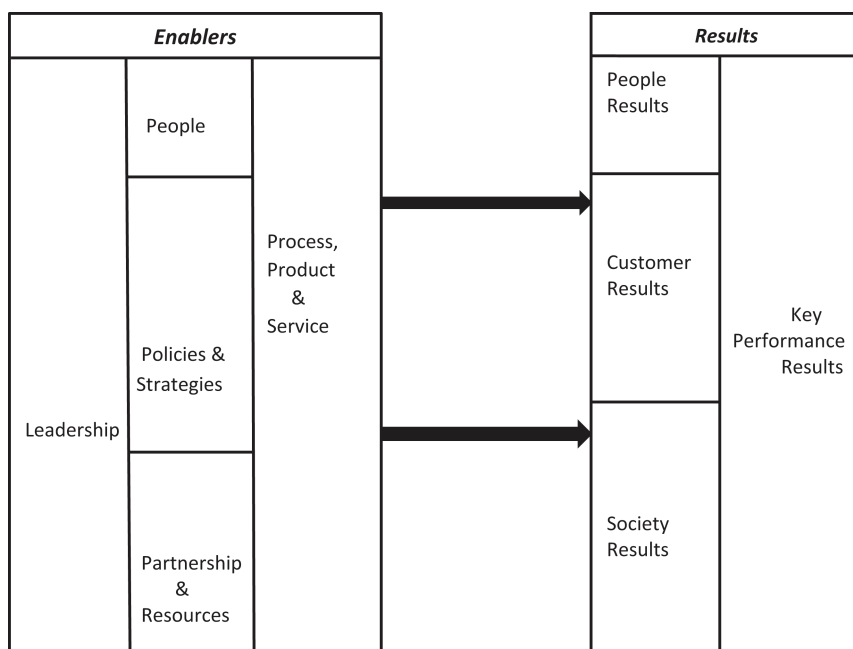 Enablers
Leadership
People
Policies &
Strategies
Partnership
&
Resources
Process,
Product
&
Service
Results
People
Results
Customer
Results
Society
Results
Key
Performance
Results